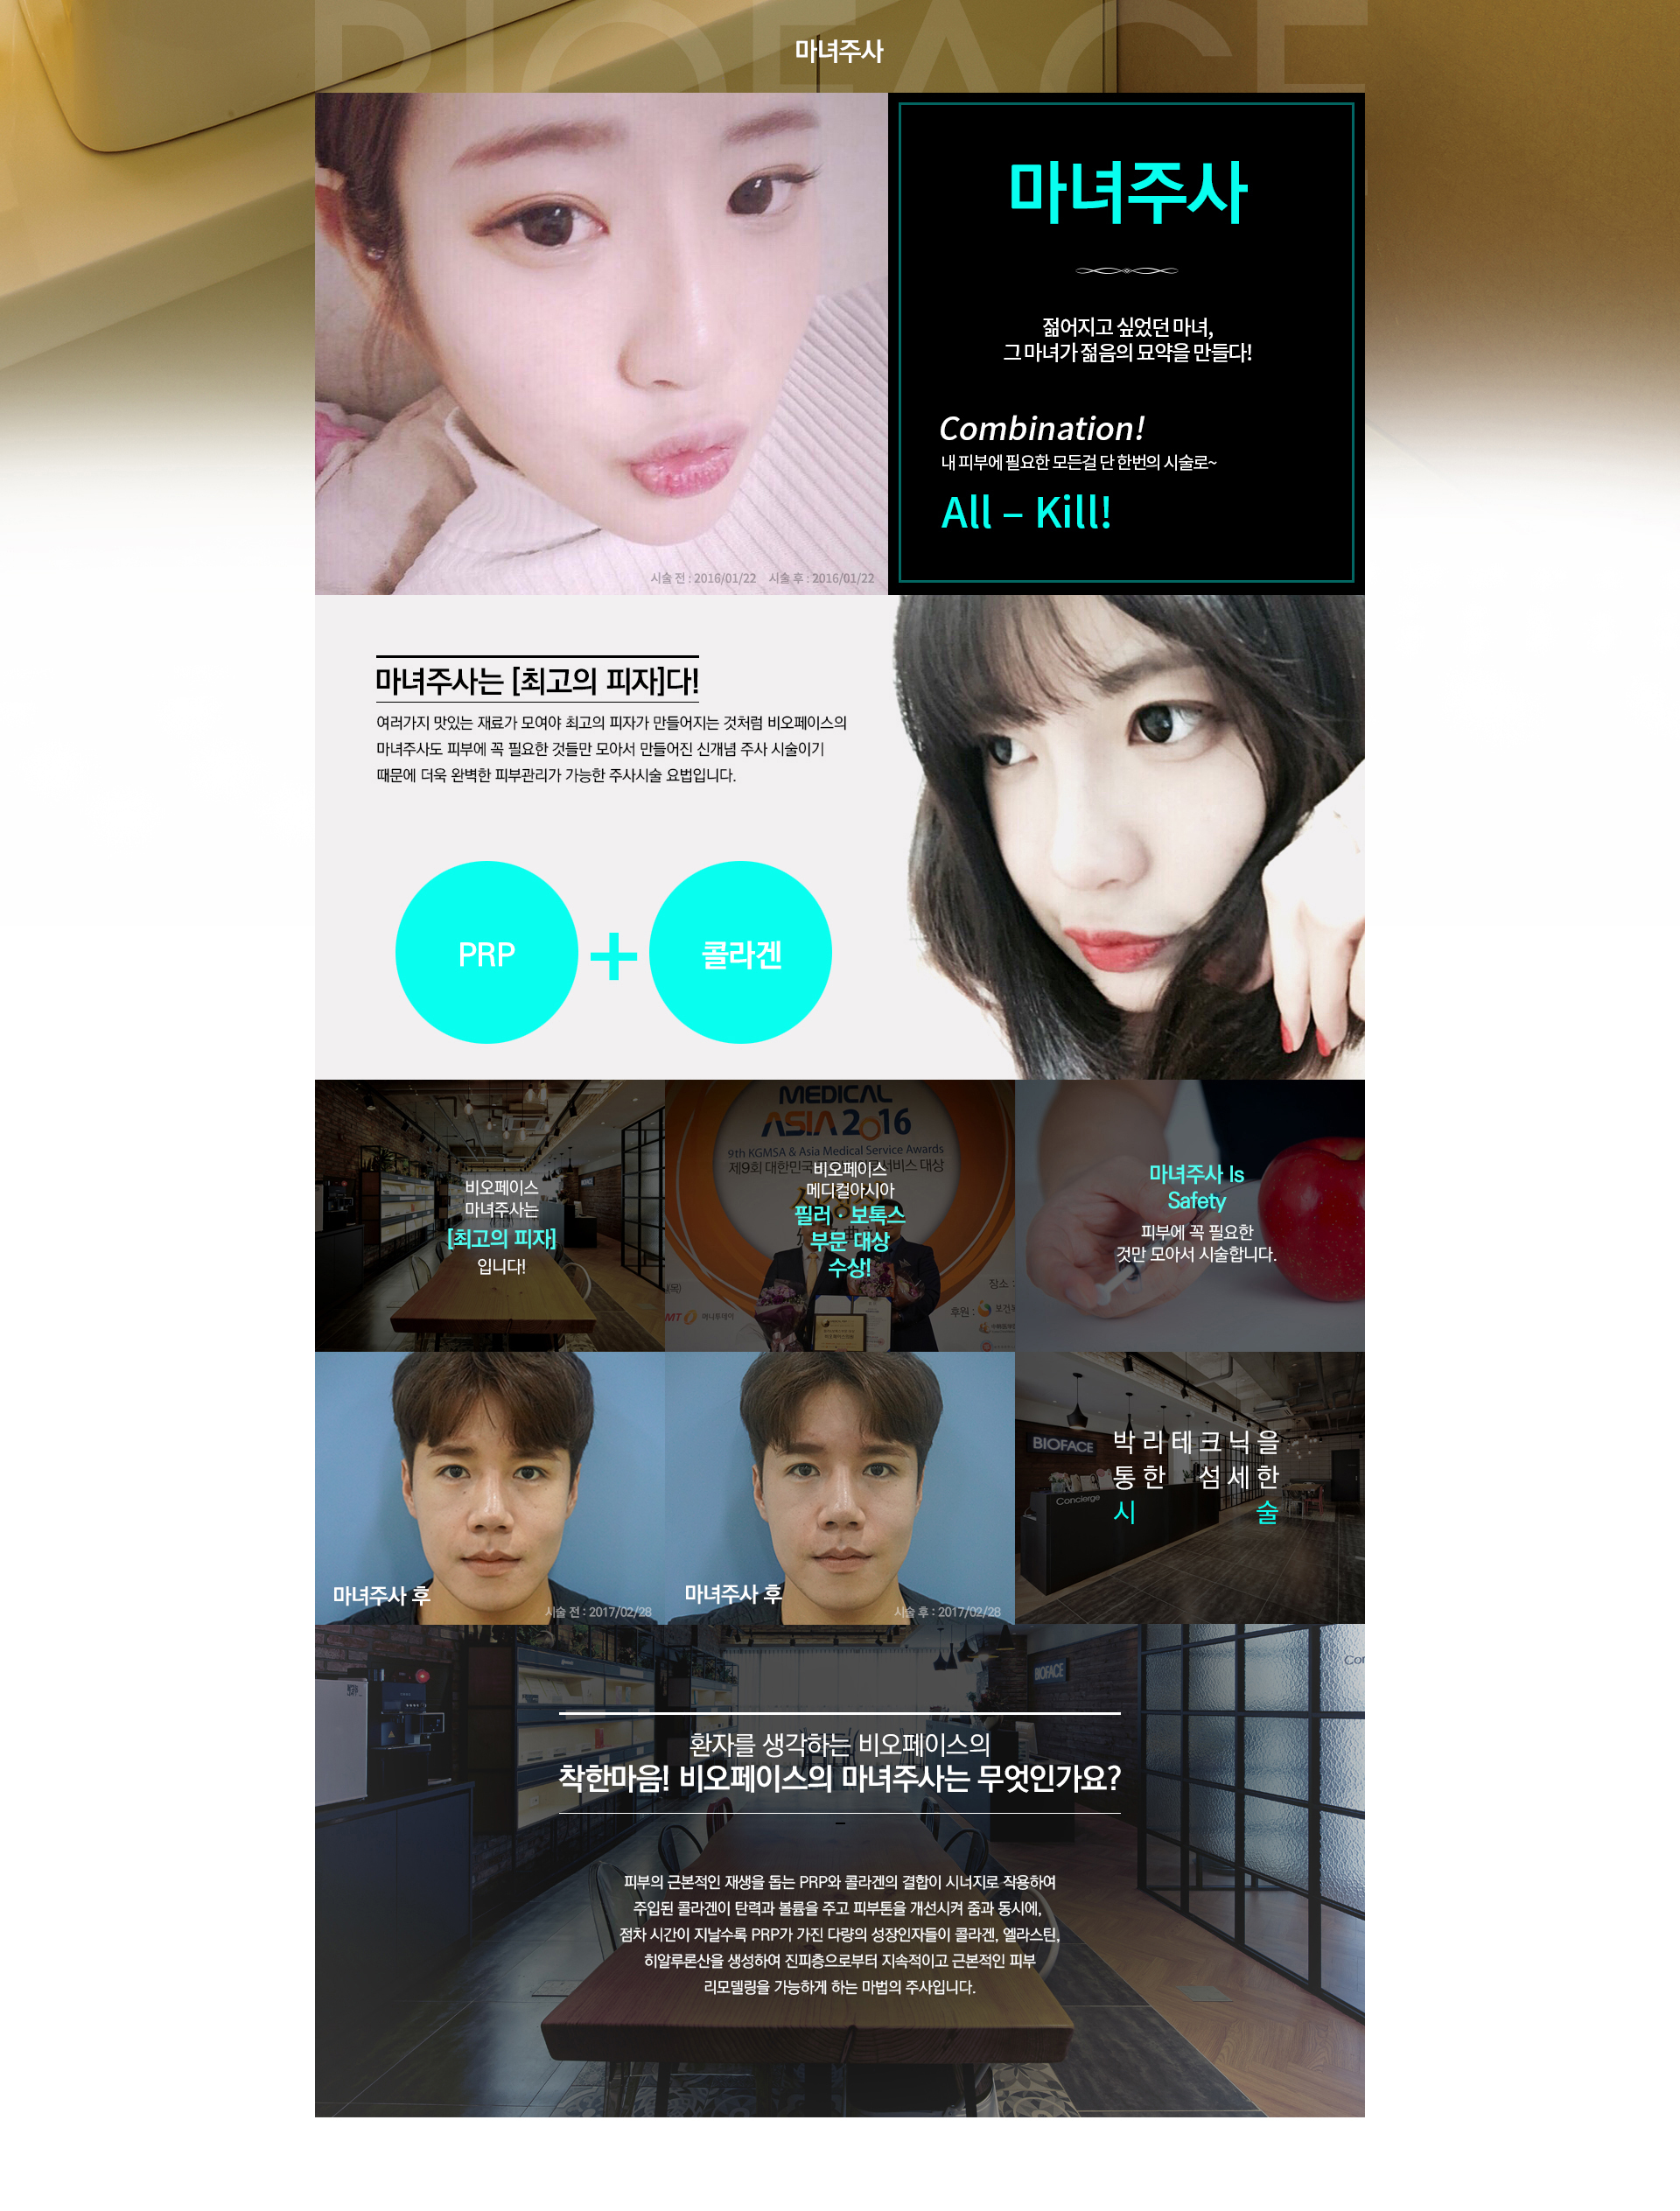 BIOFACE
마녀주사
마녀주사
젊어지고 싶었던 마녀,
그 마녀가 젊음의 묘약을 만들다!
Combination!
내 피부에 필요한 모든걸 단 한번의 시술로~
All – Kill!
시술 전 : 2016/01/22 시술 후 : 2016/01/22
마녀주사는 [최고의 피자]다!
여러가지 맛있는 재료가 모여야 최고의 피자가 만들어지는 것처럼 비오페이스의
마녀주사도 피부에 꼭 필요한 것들만 모아서 만들어진 신개념 주사 시술이기
때문에 더욱 완벽한 피부관리가 가능한 주사시술 요법입니다.
PRP + 콜라겐
비오페이스
마녀주사는
[최고의 피자]
입니다!
MEDICAL
ASIA 2016
9th KGMSA & Asia Medical Service Awards
제9회 대한민국 서비스 대상
비오페이스
메디컬아시아
필러 · 보톡스
부문 대상
수상!
장소 :
후원 :
MT 머니투데이
마녀주사 Is
Safety
피부에 꼭 필요한
것만 모아서 시술합니다.
마녀주사 후
시술 전 : 2017/02/28
마녀주사 후
시술 후 : 2017/02/28
BIOFACE
Concierge
박리테크닉을
통한 섬세한
시술
BIOFACE
환자를 생각하는 비오페이스의
착한마음! 비오페이스의 마녀주사는 무엇인가요?
피부의 근본적인 재생을 돕는 PRP와 콜라겐의 결합이 시너지로 작용하여
주입된 콜라겐이 탄력과 볼륨을 주고 피부톤을 개선시켜 줌과 동시에,
점차 시간이 지날수록 PRP가 가진 다량의 성장인자들이 콜라겐, 엘라스틴,
히알루론산을 생성하여 진피층으로부터 지속적이고 근본적인 피부
리모델링을 가능하게 하는 마법의 주사입니다.